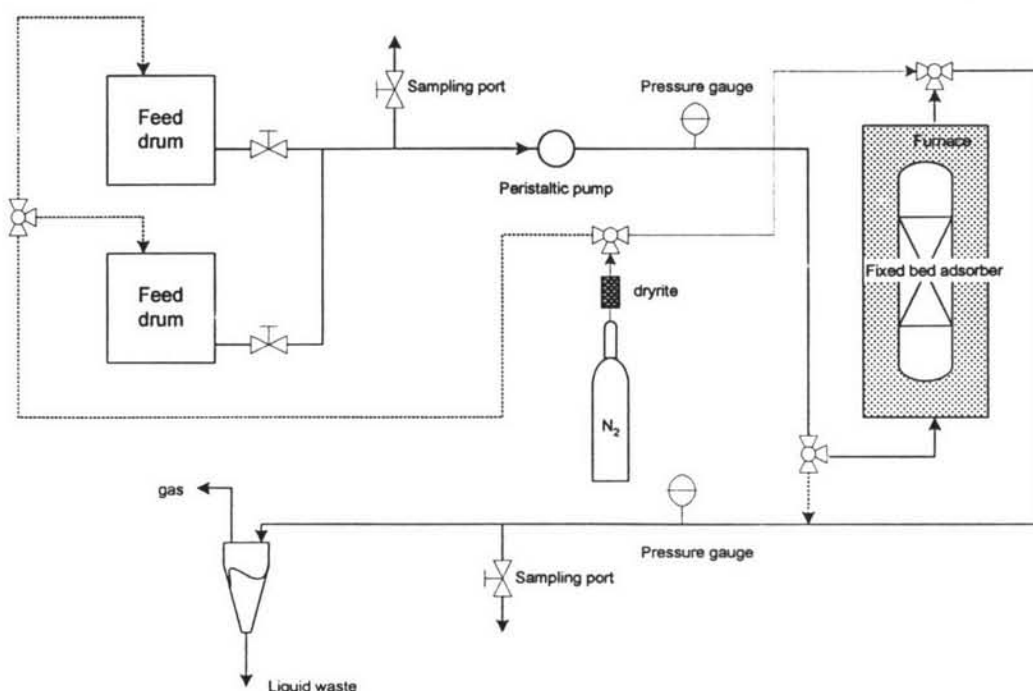 Feed
drum
Sampling port
Pressure gauge
Peristaltic pump
Furnace
Fixed bed adsorber
Feed
drum
dryrite
N₂
gas
Pressure gauge
Sampling port
Liquid waste